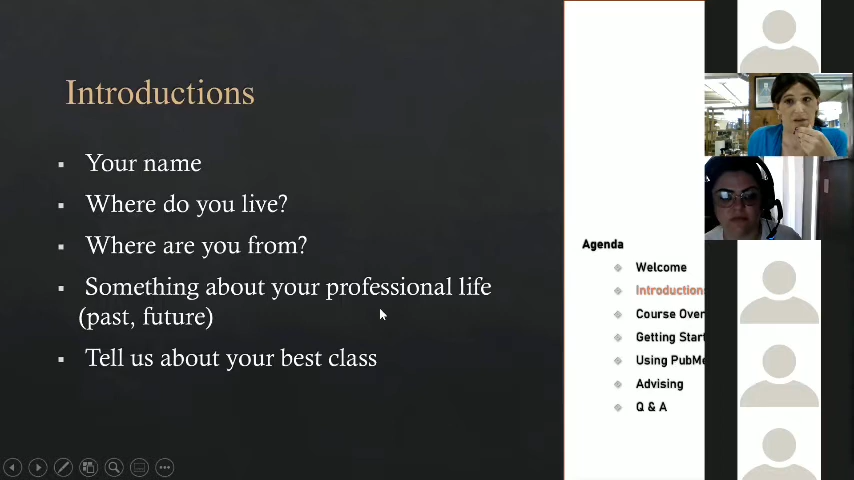 Introductions
Your name
Where do you live?
Where are you from?
Something about your professional life
(past, future)
Tell us about your best class
Agenda
Welcome
Introductions
Course Over
Getting Start
Using PubMe
Advising
Q & A